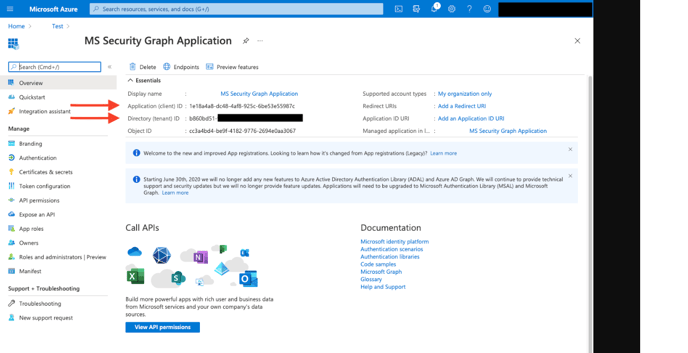 Microsoft Azure
Search resources, services, and docs (G+/)
1
Home > Test >
MS Security Graph Application
Search (Cmd+/)
Delete
Endpoints
Preview features
Essentials
Display name : MS Security Graph Application
Application (client) ID : 1e18a4a8-dc48-4af8-925c-6be53e55987c
Directory (tenant) ID : b860bd51-
Object ID : cc3a4bd4-be9f-4182-9776-2694e0aa3067
Supported account types : My organization only
Redirect URIs : Add a Redirect URI
Application ID URI : Add an Application ID URI
Managed application in l... : MS Security Graph Application
Overview
Quickstart
Integration assistant
Manage
Branding
Authentication
Certificates & secrets
Token configuration
API permissions
Expose an API
App roles
Owners
Roles and administrators | Preview
Manifest
Support + Troubleshooting
Troubleshooting
New support request
Welcome to the new and improved App registrations. Looking to learn how it's changed from App registrations (Legacy)? Learn more
Starting June 30th, 2020 we will no longer add any new features to Azure Active Directory Authentication Library (ADAL) and Azure AD Graph. We will continue to provide technical
support and security updates but we will no longer provide feature updates. Applications will need to be upgraded to Microsoft Authentication Library (MSAL) and Microsoft
Graph. Learn more
Call APIs
Build more powerful apps with rich user and business data
from Microsoft services and your own company's data
sources.
View API permissions
Documentation
Microsoft identity platform
Authentication scenarios
Authentication libraries
Code samples
Microsoft Graph
Glossary
Help and Support